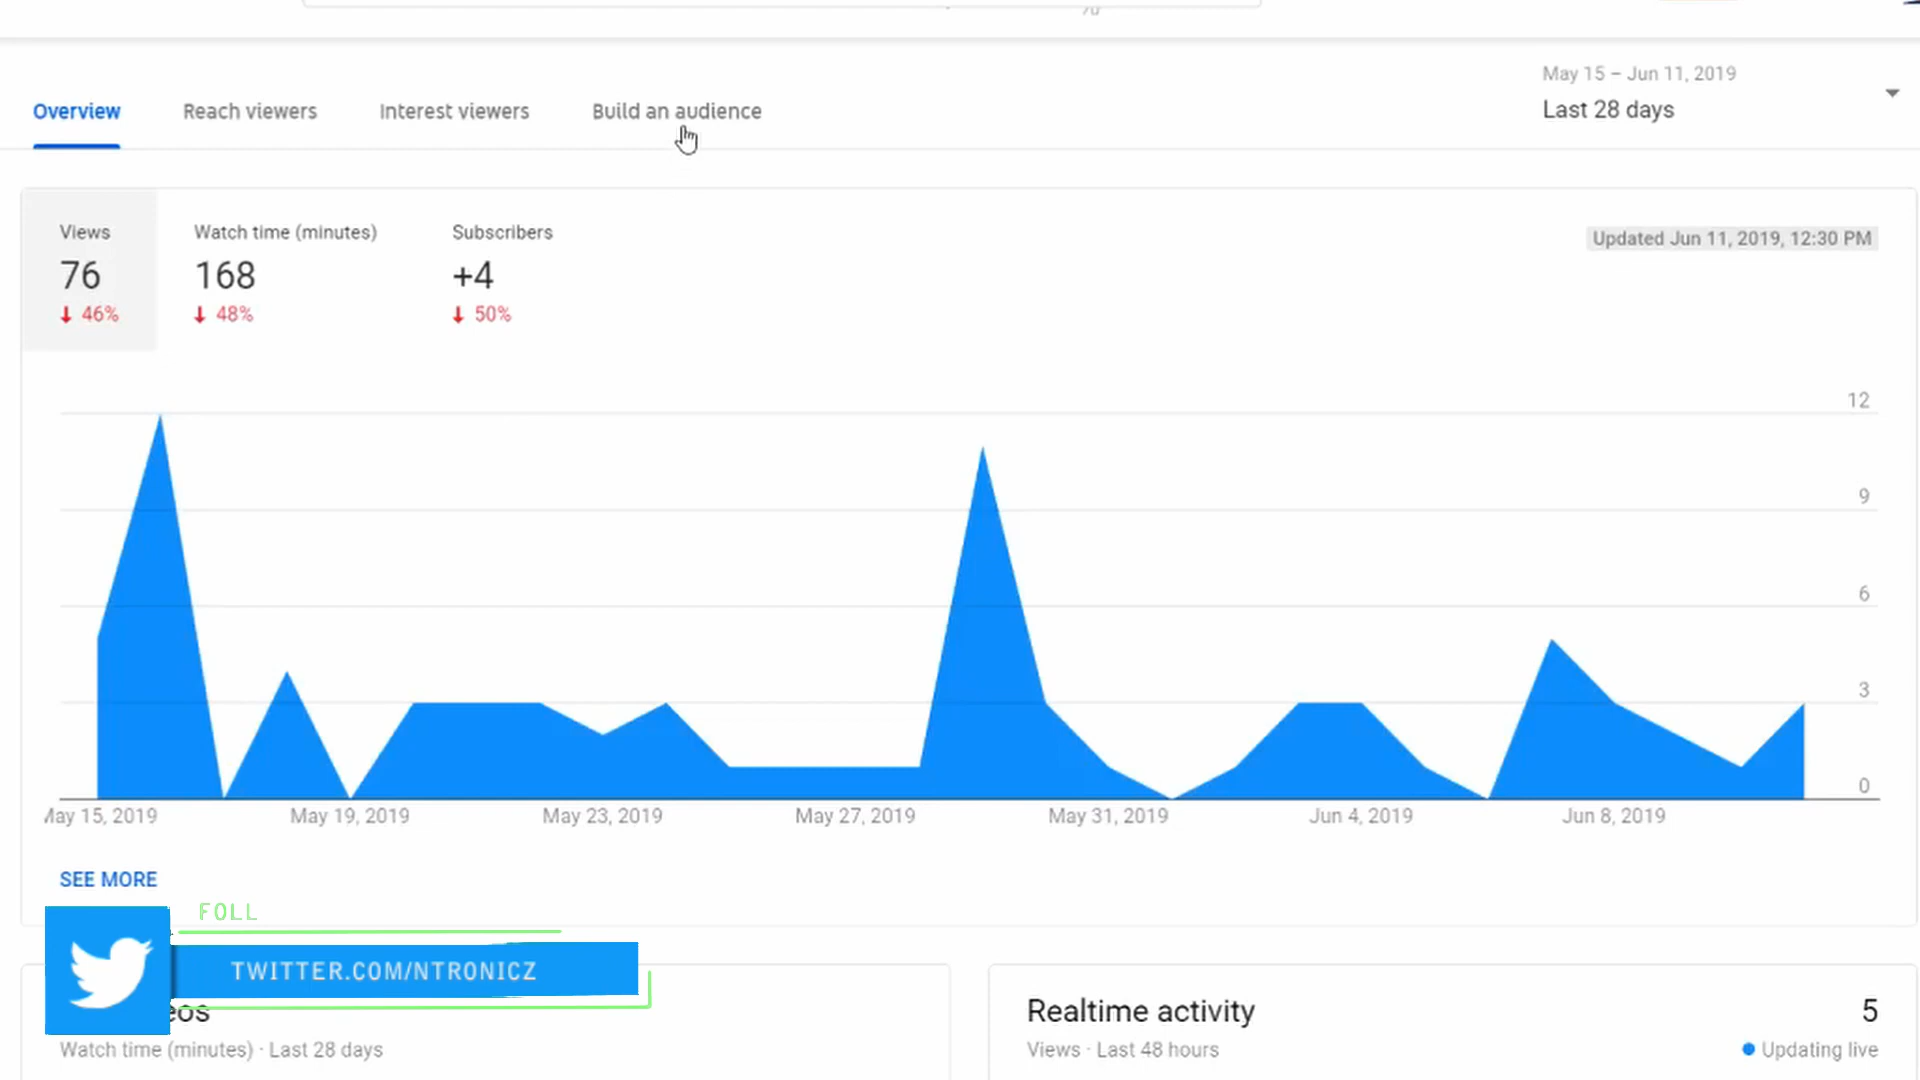 May 15 – Jun 11, 2019
Overview Reach viewers Interest viewers Build an audience
Last 28 days
Views Watch time (minutes) Subscribers
Updated Jun 11, 2019, 12:30 PM
76 168 +4
46% 48% 50%
12
9
6
3
0
May 15, 2019 May 19, 2019 May 23, 2019 May 27, 2019 May 31, 2019 Jun 4, 2019 Jun 8, 2019
SEE MORE
FOLL
TWITTER.COM/NTRONICZ
eos
Watch time (minutes) · Last 28 days
Realtime activity 5
Views · Last 48 hours Updating live